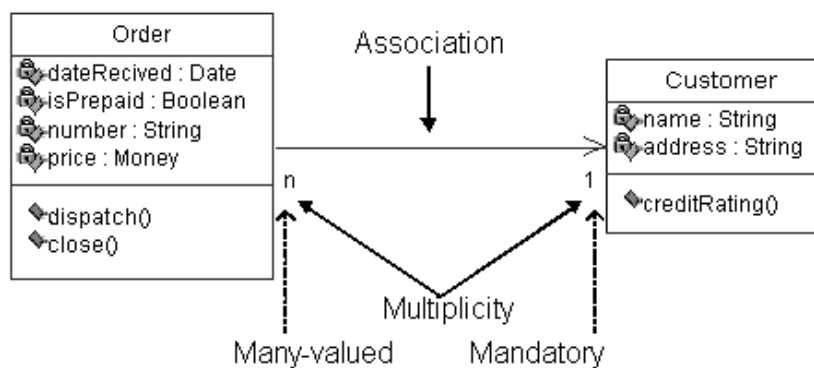 Order
dateRecived : Date
isPrepaid : Boolean
number : String
price : Money
dispatch()
close()
Association
Customer
name : String
address : String
creditRating()
n
1
Multiplicity
Many-valued
Mandatory